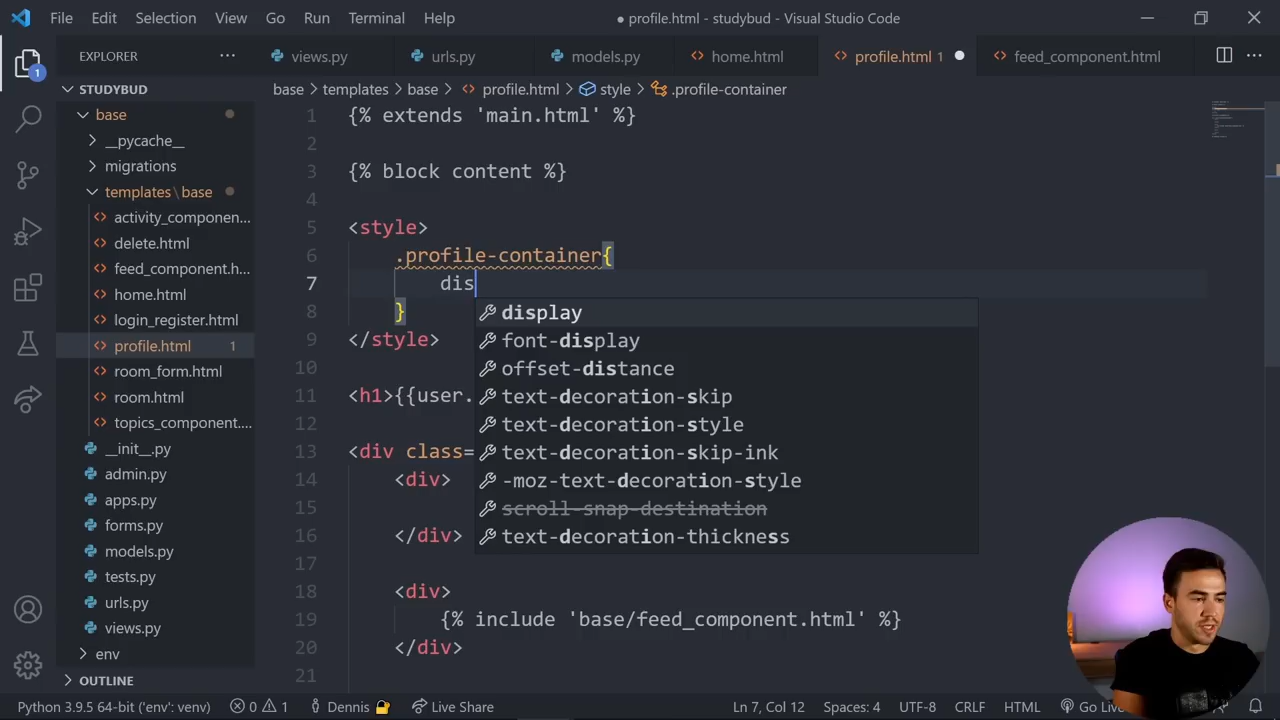 File Edit Selection View Go Run Terminal Help
● profile.html - studybud - Visual Studio Code
EXPLORER
views.py
urls.py
models.py
home.html
profile.html 1
feed_component.html
1
STUDYBUD
base
__pycache__
migrations
templates\base
activity_componen...
delete.html
feed_component.h...
home.html
login_register.html
profile.html 1
room_form.html
room.html
topics_component....
__init__.py
admin.py
apps.py
forms.py
models.py
tests.py
urls.py
views.py
env
OUTLINE
base > templates > base > profile.html > style > .profile-container
1 {% extends 'main.html' %}
2
3 {% block content %}
4
5 <style>
6 .profile-container{
7 dis
8 }
9 </style>
10
11 <h1>{{user.
12
13 <div class=
14 <div>
15
16 </div>
17
18 <div>
19 {% include 'base/feed_component.html' %}
20 </div>
21
display
font-display
offset-distance
text-decoration-skip
text-decoration-style
text-decoration-skip-ink
-moz-text-decoration-style
scroll-snap-destination
text-decoration-thickness
Python 3.9.5 64-bit ('env': venv) 0 1 Dennis Live Share Ln 7, Col 12 Spaces: 4 UTF-8 CRLF HTML Go Live